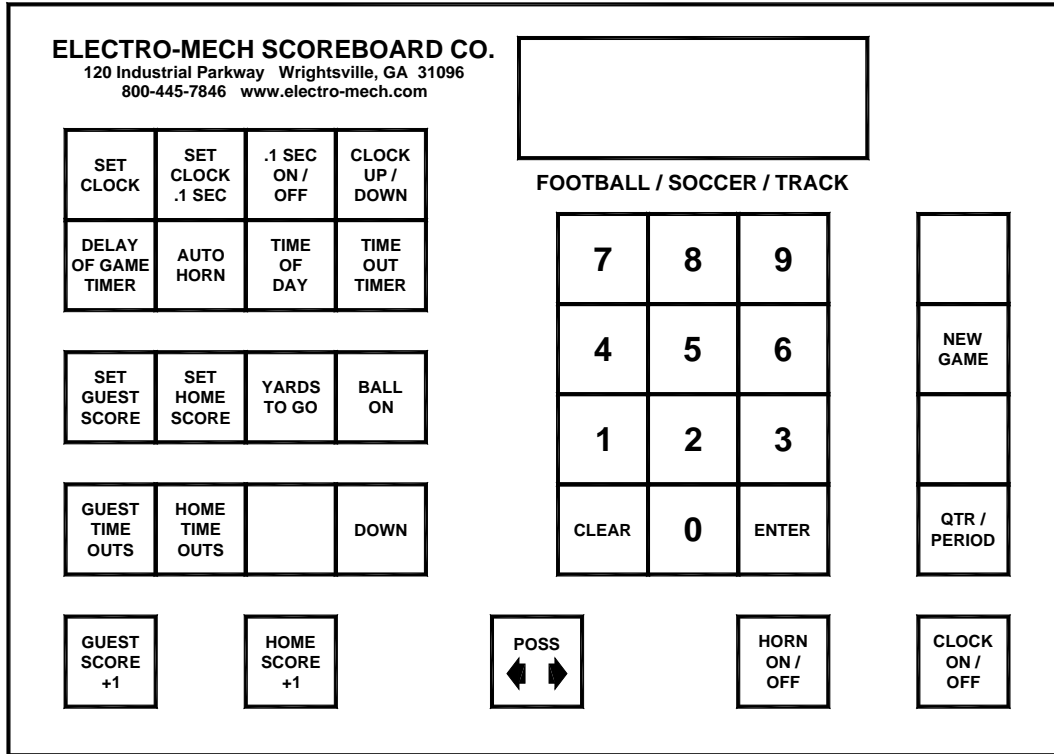 ELECTRO-MECH SCOREBOARD CO.
120 Industrial Parkway Wrightsville, GA 31096
800-445-7846 www.electro-mech.com
FOOTBALL / SOCCER / TRACK
SET
CLOCK
SET
CLOCK
.1 SEC
.1 SEC
ON /
OFF
CLOCK
UP /
DOWN
DELAY
OF GAME
TIMER
AUTO
HORN
TIME
OF
DAY
TIME
OUT
TIMER
SET
GUEST
SCORE
SET
HOME
SCORE
YARDS
TO GO
BALL
ON
GUEST
TIME
OUTS
HOME
TIME
OUTS
DOWN
7
8
9
4
5
6
1
2
3
CLEAR
0
ENTER
NEW
GAME
QTR /
PERIOD
GUEST
SCORE
+1
HOME
SCORE
+1
POSS
HORN
ON /
OFF
CLOCK
ON /
OFF